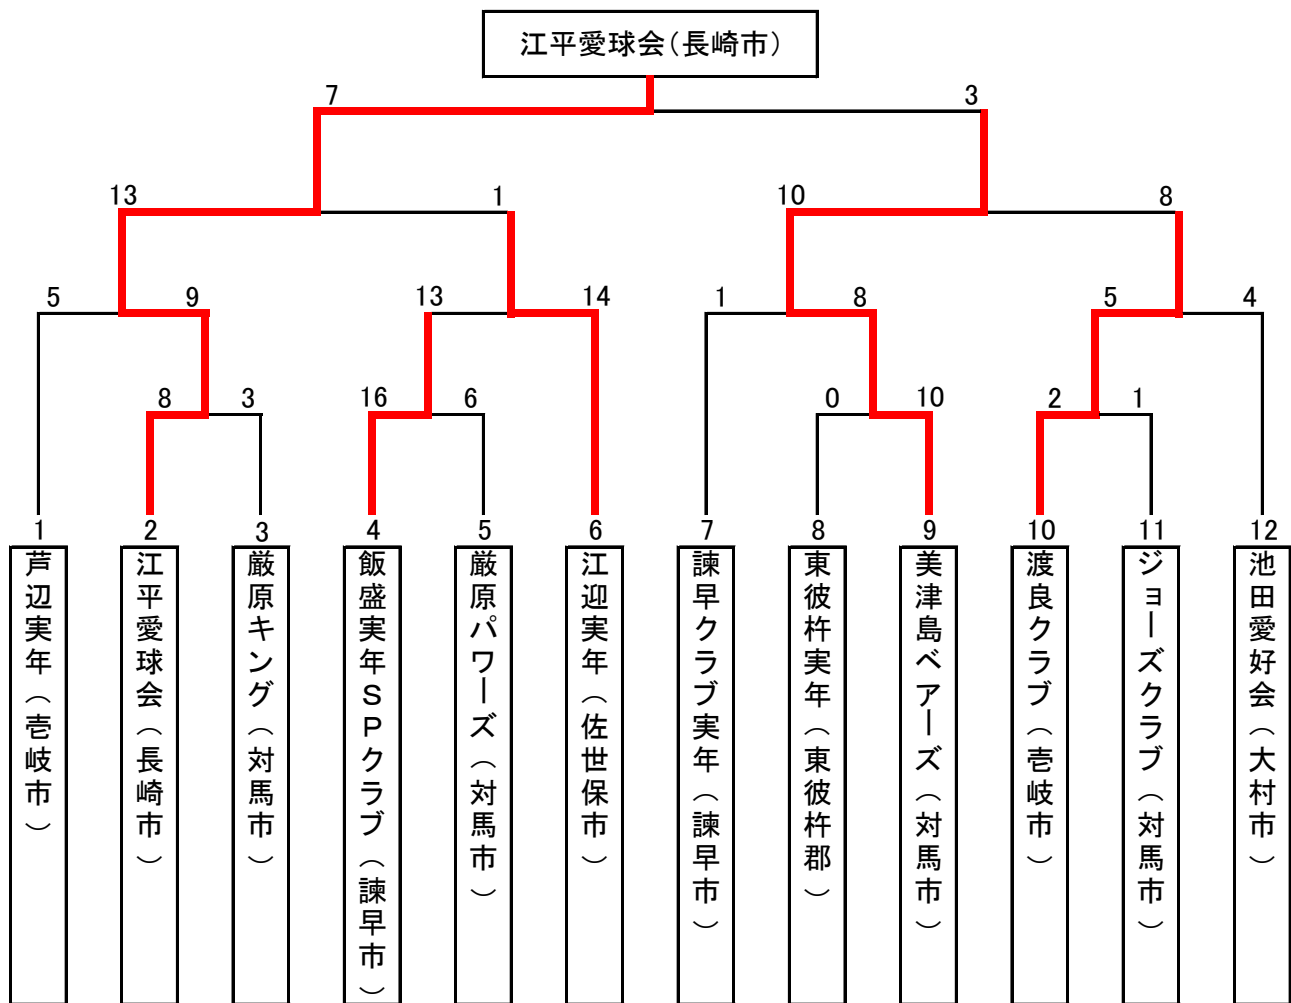 江平愛球会（長崎市）
7 3
13 1 10 8
5 9 13 14 1 8 5 4
8 3 16 6 0 10 2 1
1 2 3 4 5 6 7 8 9 10 11 12
芦辺実年（壱岐市）
江平愛球会（長崎市）
厳原キング（対馬市）
飯盛実年ＳＰクラブ（諫早市）
厳原パワーズ（対馬市）
江迎実年（佐世保市）
諫早クラブ実年（諫早市）
東彼杵実年（東彼杵郡）
美津島ベアーズ（対馬市）
渡良クラブ（壱岐市）
ジョーズクラブ（対馬市）
池田愛好会（大村市）